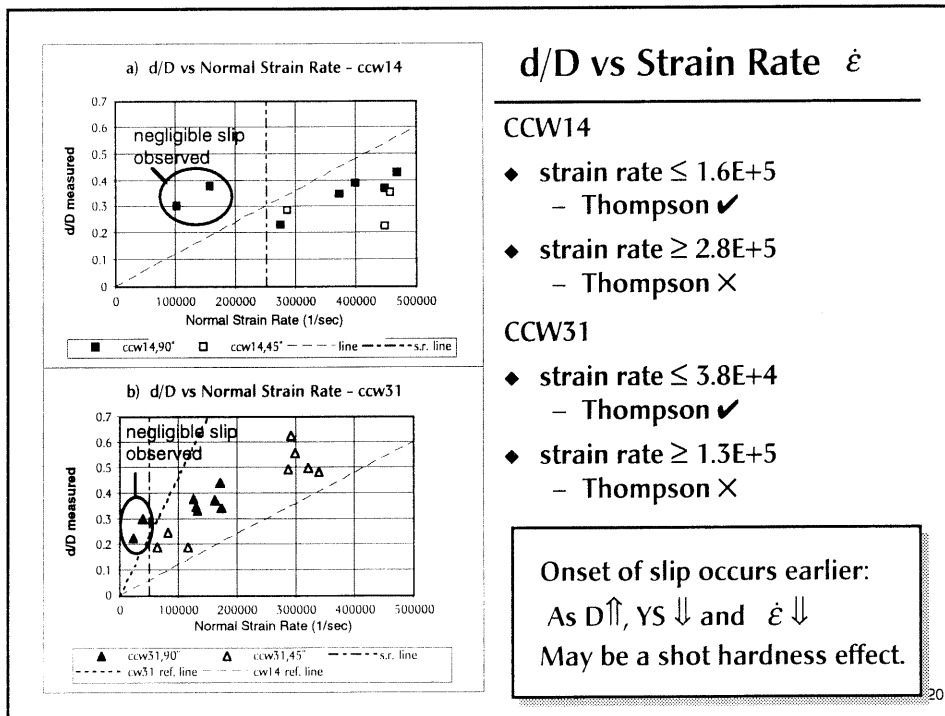 a) d/D vs Normal Strain Rate - ccw14
0.7
0.6
0.5
0.4
0.3
0.2
0.1
0
d/D measured
negligible slip
observed
0 100000 200000 300000 400000 500000
Normal Strain Rate (1/sec)
■ ccw14,90° □ ccw14,45° line s.r. line
b) d/D vs Normal Strain Rate - ccw31
0.7
0.6
0.5
0.4
0.3
0.2
0.1
0
d/D measured
negligible slip
observed
0 100000 200000 300000 400000 500000
Normal Strain Rate (1/sec)
▲ ccw31,90° △ ccw31,45° s.r. line
cw31 ref. line cw14 ref. line
d/D vs Strain Rate ε̇
CCW14
◆ strain rate ≤ 1.6E+5
– Thompson ✔
◆ strain rate ≥ 2.8E+5
– Thompson ✕
CCW31
◆ strain rate ≤ 3.8E+4
– Thompson ✔
◆ strain rate ≥ 1.3E+5
– Thompson ✕
Onset of slip occurs earlier:
As D⇑, YS ⇓ and ε̇ ⇓
May be a shot hardness effect.
20